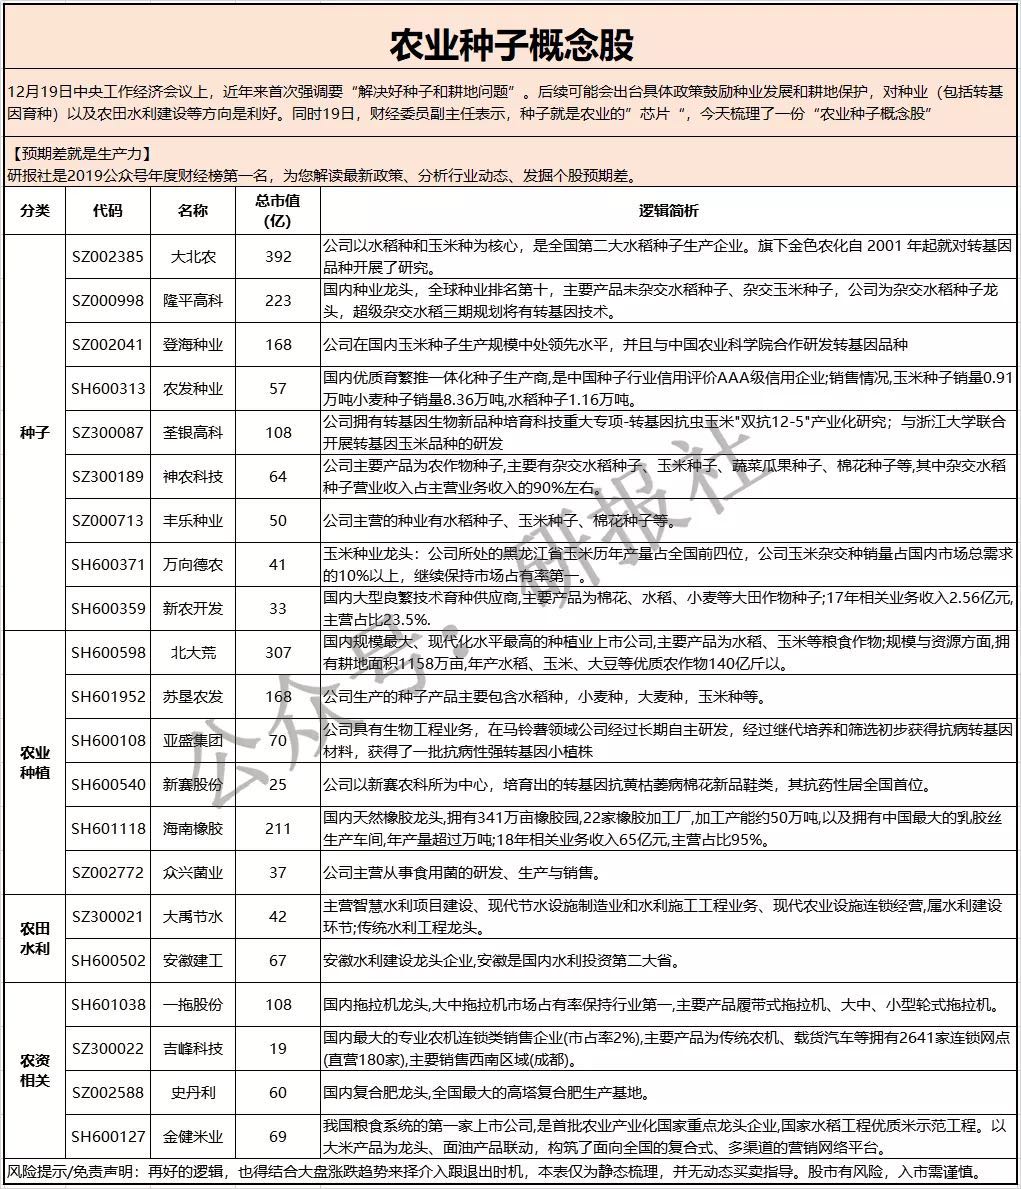 农业种子概念股
12月19日中央工作经济会议上，近年来首次强调要“解决好种子和耕地问题”。后续可能会出台具体政策鼓励种业发展和耕地保护，对种业（包括转基
因育种）以及农田水利建设等方向是利好。同时19日，财经委员副主任表示，种子就是农业的”芯片“，今天梳理了一份“农业种子概念股”
【预期差就是生产力】
研报社是2019公众号年度财经榜第一名，为您解读最新政策、分析行业动态、发掘个股预期差。
分类 代码 名称 总市值 逻辑简析
(亿)
种子
SZ002385 大北农 392 公司以水稻种和玉米种为核心，是全国第二大水稻种子生产企业。旗下金色农化自 2001 年起就对转基因
品种开展了研究。
SZ000998 隆平高科 223 国内种业龙头，全球种业排名第十，主要产品未杂交水稻种子、杂交玉米种子，公司为杂交水稻种子龙
头，超级杂交水稻三期规划将有转基因技术。
SZ002041 登海种业 168 公司在国内玉米种子生产规模中处领先水平，并且与中国农业科学院合作研发转基因品种
SH600313 农发种业 57 国内优质育繁推一体化种子生产商,是中国种子行业信用评价AAA级信用企业;销售情况,玉米种子销量0.91
万吨小麦种子销量8.36万吨,水稻种子1.16万吨。
SZ300087 荃银高科 108 公司拥有转基因生物新品种培育科技重大专项-转基因抗虫玉米"双抗12-5"产业化研究；与浙江大学联合
开展转基因玉米品种的研发
SZ300189 神农科技 64 公司主要产品为农作物种子,主要有杂交水稻种子、玉米种子、蔬菜瓜果种子、棉花种子等,其中杂交水稻
种子营业收入占主营业务收入的90%左右。
SZ000713 丰乐种业 50 公司主营的种业有水稻种子、玉米种子、棉花种子等。
SH600371 万向德农 41 玉米种业龙头：公司所处的黑龙江省玉米历年产量占全国前四位，公司玉米杂交种销量占国内市场总需求
的10%以上，继续保持市场占有率第一。
SH600359 新农开发 33 国内大型良繁技术育种供应商,主要产品为棉花、水稻、小麦等大田作物种子;17年相关业务收入2.56亿元,
主营占比23.5%.
农业
种植
SH600598 北大荒 307 国内规模最大、现代化水平最高的种植业上市公司,主要产品为水稻、玉米等粮食作物;规模与资源方面,拥
有耕地面积1158万亩,年产水稻、玉米、大豆等优质农作物140亿斤以。
SH601952 苏垦农发 168 公司生产的种子产品主要包含水稻种，小麦种，大麦种，玉米种等。
SH600108 亚盛集团 70 公司具有生物工程业务，在马铃薯领域公司经过长期自主研发，经过继代培养和筛选初步获得抗病转基因
材料，获得了一批抗病性强转基因小植株
SH600540 新赛股份 25 公司以新赛农科所为中心，培育出的转基因抗黄枯萎病棉花新品鞋类，其抗药性居全国首位。
SH601118 海南橡胶 211 国内天然橡胶龙头,拥有341万亩橡胶园,22家橡胶加工厂,加工产能约50万吨,以及拥有中国最大的乳胶丝
生产车间,年产量超过万吨;18年相关业务收入65亿元,主营占比95%。
SZ002772 众兴菌业 37 公司主营从事食用菌的研发、生产与销售。
农田
水利
SZ300021 大禹节水 42 主营智慧水利项目建设、现代节水设施制造业和水利施工工程业务、现代农业设施连锁经营,属水利建设
环节;传统水利工程龙头。
SH600502 安徽建工 67 安徽水利建设龙头企业,安徽是国内水利投资第二大省。
农资
相关
SH601038 一拖股份 108 国内拖拉机龙头,大中拖拉机市场占有率保持行业第一,主要产品履带式拖拉机、大中、小型轮式拖拉机。
SZ300022 吉峰科技 19 国内最大的专业农机连锁类销售企业(市占率2%),主要产品为传统农机、载货汽车等拥有2641家连锁网点
(直营180家),主要销售西南区域(成都)。
SZ002588 史丹利 60 国内复合肥龙头,全国最大的高塔复合肥生产基地。
SH600127 金健米业 69 我国粮食系统的第一家上市公司,是首批农业产业化国家重点龙头企业,国家水稻工程优质米示范工程。以
大米产品为龙头、面油产品联动，构筑了面向全国的复合式、多渠道的营销网络平台。
风险提示/免责声明：再好的逻辑，也得结合大盘涨跌趋势来择介入跟退出时机，本表仅为静态梳理，并无动态买卖指导。股市有风险，入市需谨慎。
公众号：研报社